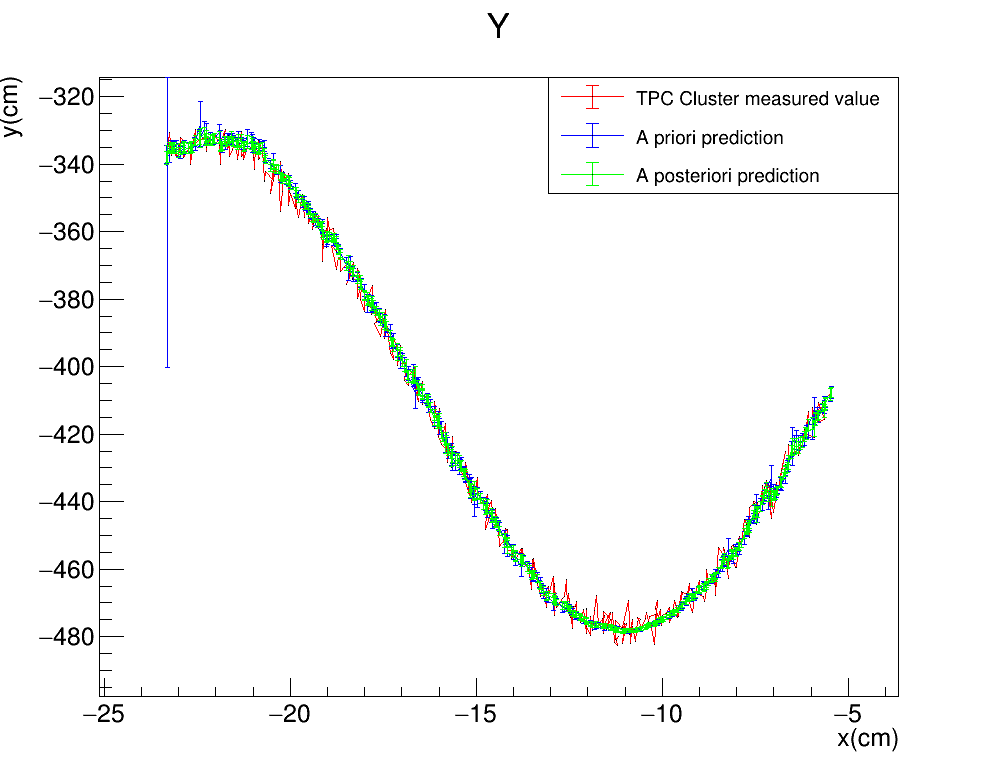 Y
y(cm)
−320
−340
−360
−380
−400
−420
−440
−460
−480
TPC Cluster measured value
A priori prediction
A posteriori prediction
−25 −20 −15 −10 −5
x(cm)